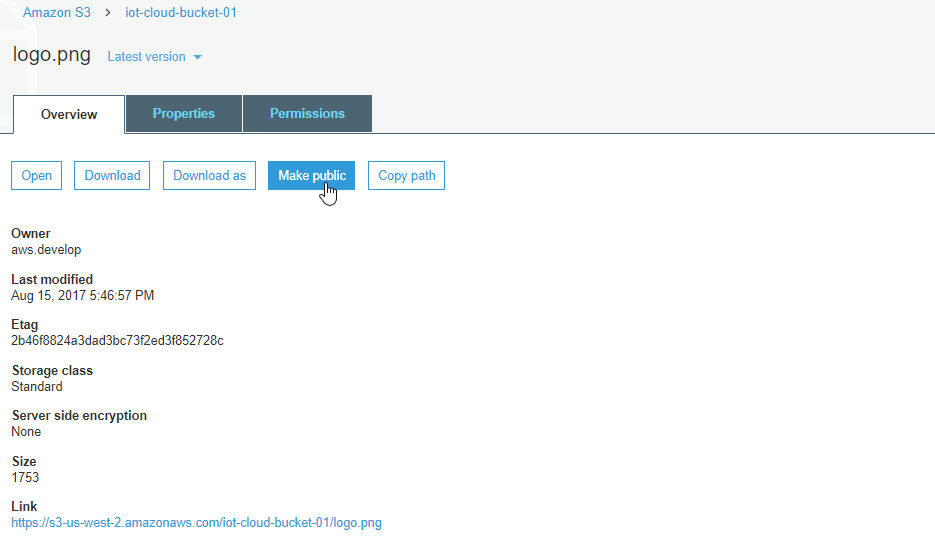 Amazon S3 > iot-cloud-bucket-01
logo.png Latest version
Overview Properties Permissions
Open Download Download as Make public Copy path
Owner
aws.develop
Last modified
Aug 15, 2017 5:46:57 PM
Etag
2b46f8824a3dad3bc73f2ed3f852728c
Storage class
Standard
Server side encryption
None
Size
1753
Link
https://s3-us-west-2.amazonaws.com/iot-cloud-bucket-01/logo.png